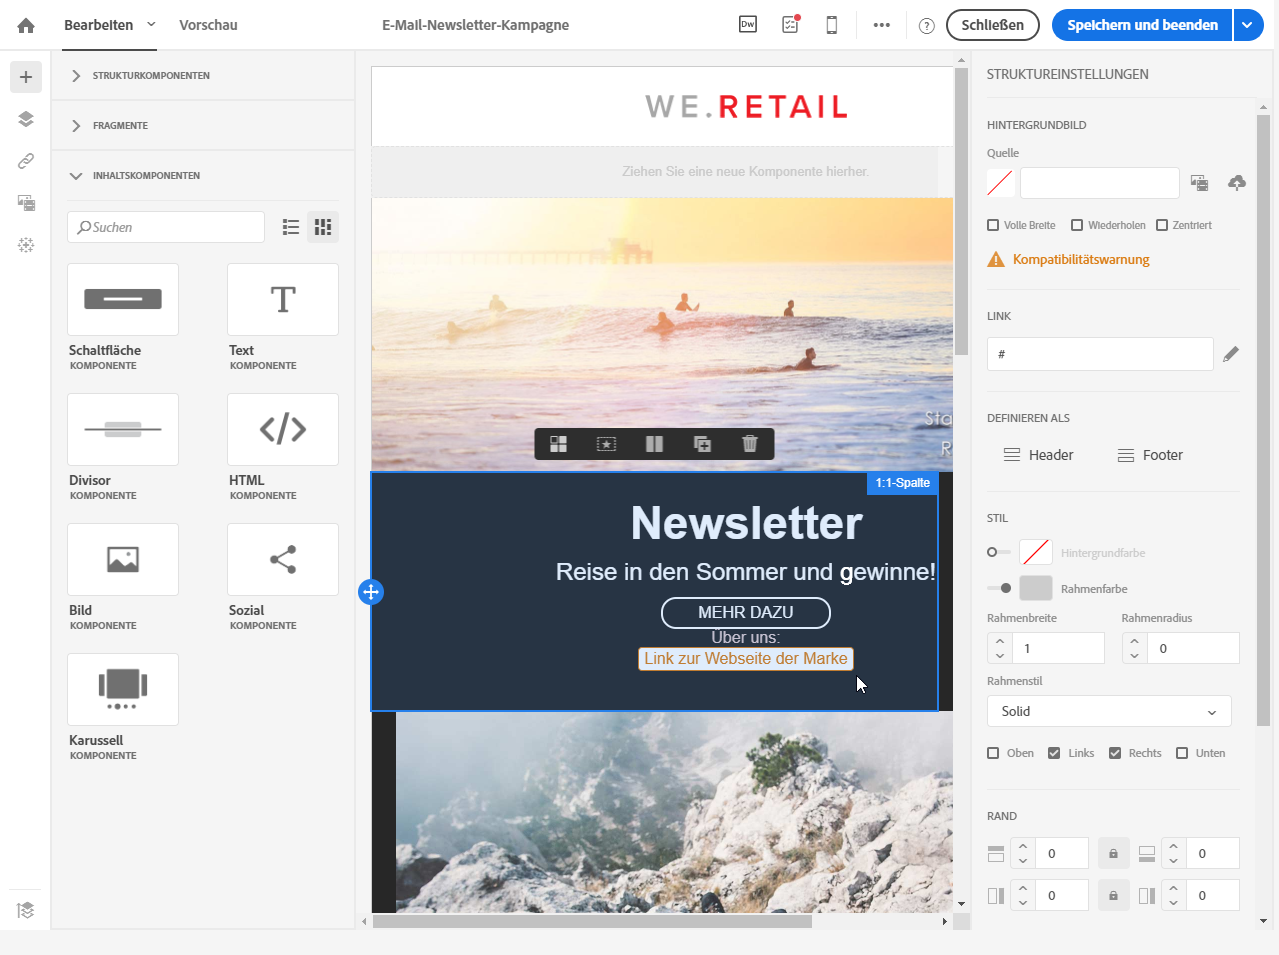 Bearbeiten
Vorschau
E-Mail-Newsletter-Kampagne
Dw
Schließen
Speichern und beenden
STRUKTURKOMPONENTEN
FRAGMENTE
INHALTSKOMPONENTEN
Suchen
Schaltfläche
KOMPONENTE
Text
KOMPONENTE
Divisor
KOMPONENTE
HTML
KOMPONENTE
Bild
KOMPONENTE
Sozial
KOMPONENTE
Karussell
KOMPONENTE
WE.RETAIL
Ziehen Sie eine neue Komponente hierher.
Sta
R
1:1-Spalte
Newsletter
Reise in den Sommer und gewinne!
MEHR DAZU
Über uns:
Link zur Webseite der Marke
STRUKTUREINSTELLUNGEN
HINTERGRUNDBILD
Quelle
Volle Breite
Wiederholen
Zentriert
Kompatibilitätswarnung
LINK
#
DEFINIEREN ALS
Header
Footer
STIL
Hintergrundfarbe
Rahmenfarbe
Rahmenbreite
Rahmenradius
1
0
Rahmenstil
Solid
Oben
Links
Rechts
Unten
RAND
0
0
0
0